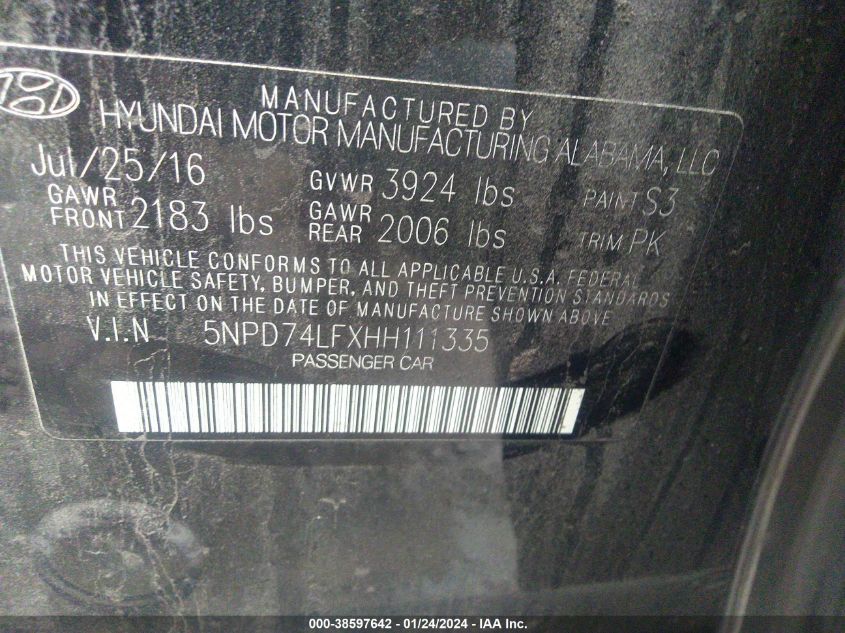 MANUFACTURED BY
HYUNDAI MOTOR MANUFACTURING ALABAMA, LLC
Jul/25/16 GVWR 3924 lbs PAINT S3
GAWR FRONT 2183 lbs GAWR REAR 2006 lbs TRIM PK
THIS VEHICLE CONFORMS TO ALL APPLICABLE U.S.A. FEDERAL
MOTOR VEHICLE SAFETY, BUMPER, AND THEFT PREVENTION STANDARDS
IN EFFECT ON THE DATE OF MANUFACTURE SHOWN ABOVE
V.I.N 5NPD74LFXHH111335
PASSENGER CAR
000-38597642 - 01/24/2024 - IAA Inc.